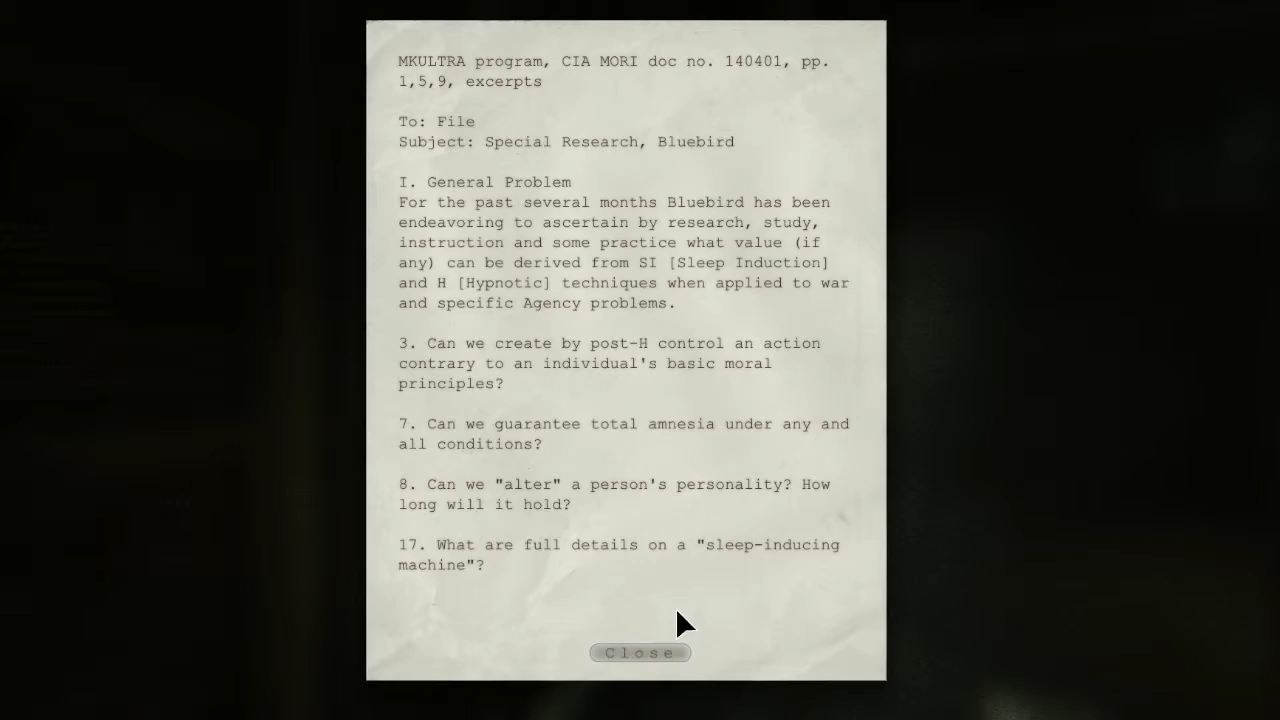 MKULTRA program, CIA MORI doc no. 140401, pp.
1,5,9, excerpts
To: File
Subject: Special Research, Bluebird
I. General Problem
For the past several months Bluebird has been
endeavoring to ascertain by research, study,
instruction and some practice what value (if
any) can be derived from SI [Sleep Induction]
and H [Hypnotic] techniques when applied to war
and specific Agency problems.
3. Can we create by post-H control an action
contrary to an individual's basic moral
principles?
7. Can we guarantee total amnesia under any and
all conditions?
8. Can we "alter" a person's personality? How
long will it hold?
17. What are full details on a "sleep-inducing
machine"?
Close